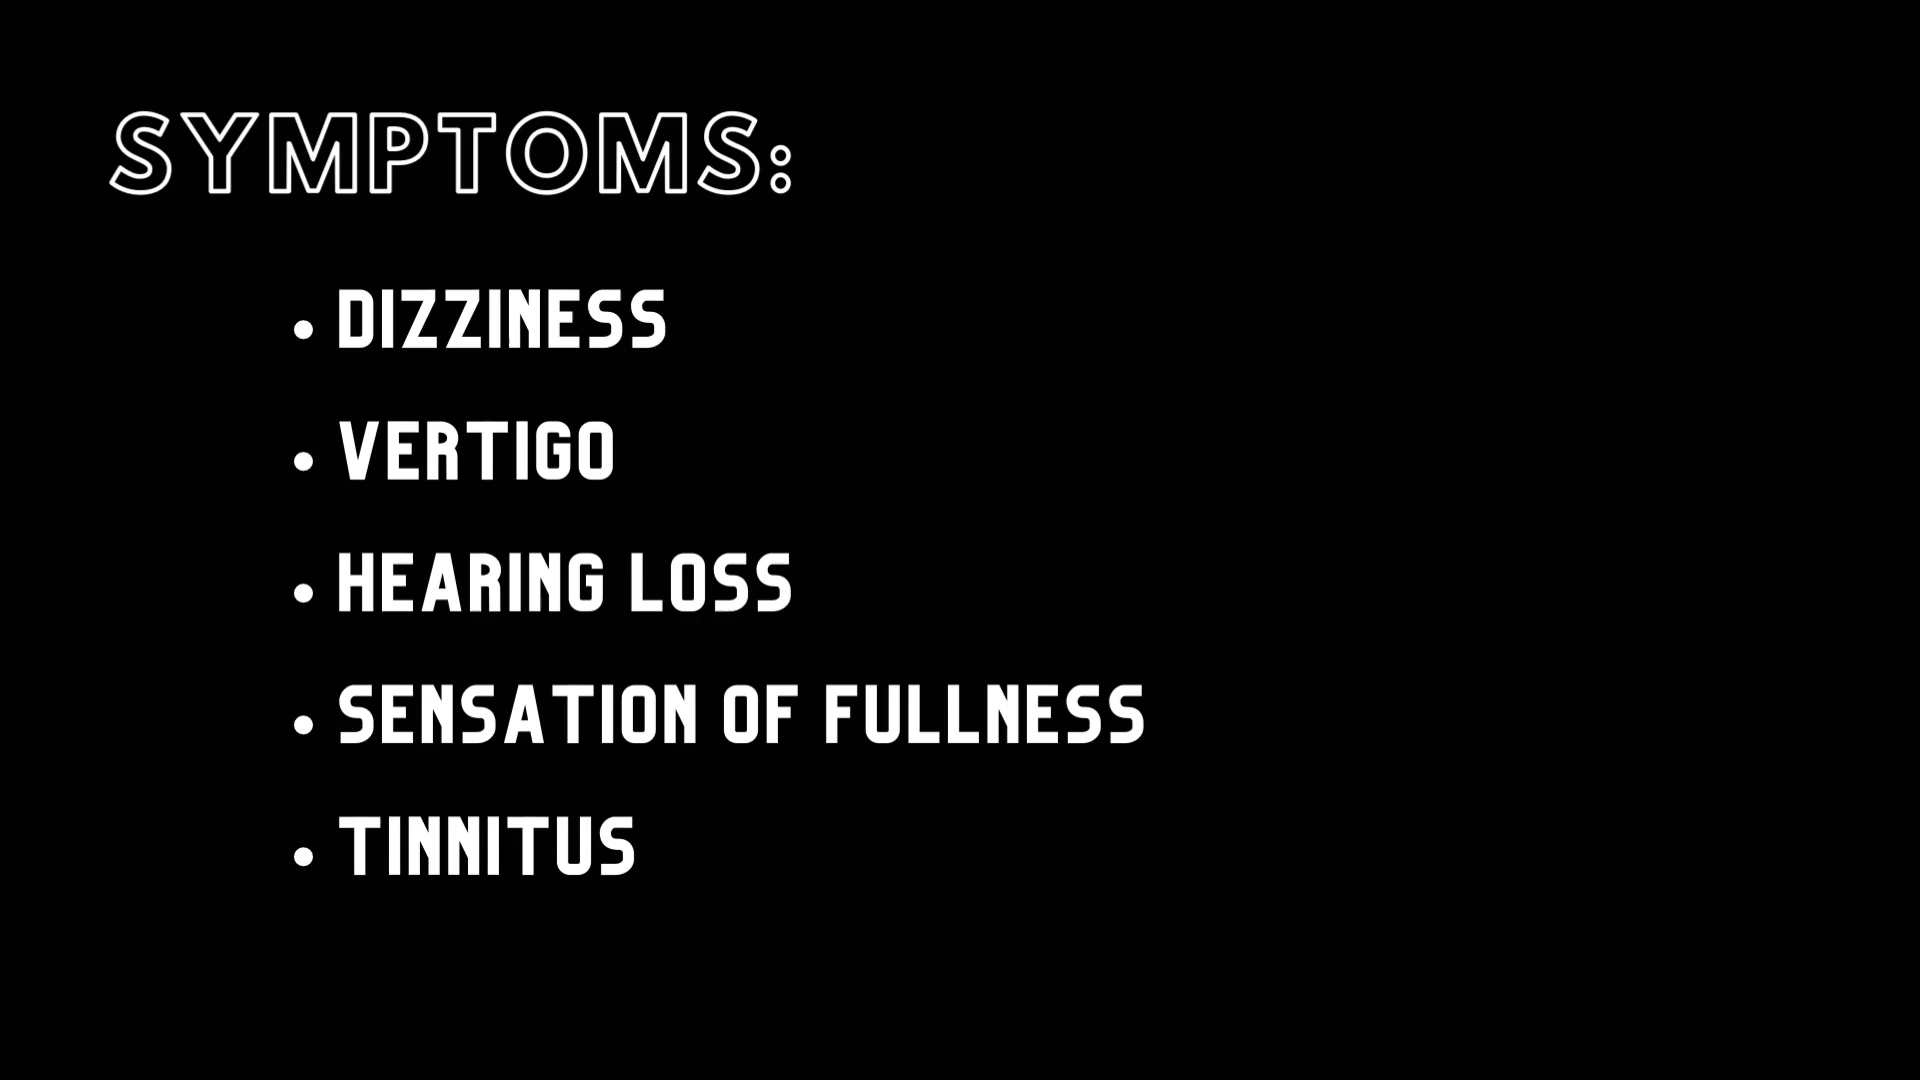 SYMPTOMS:
• DIZZINESS
• VERTIGO
• HEARING LOSS
• SENSATION OF FULLNESS
• TINNITUS